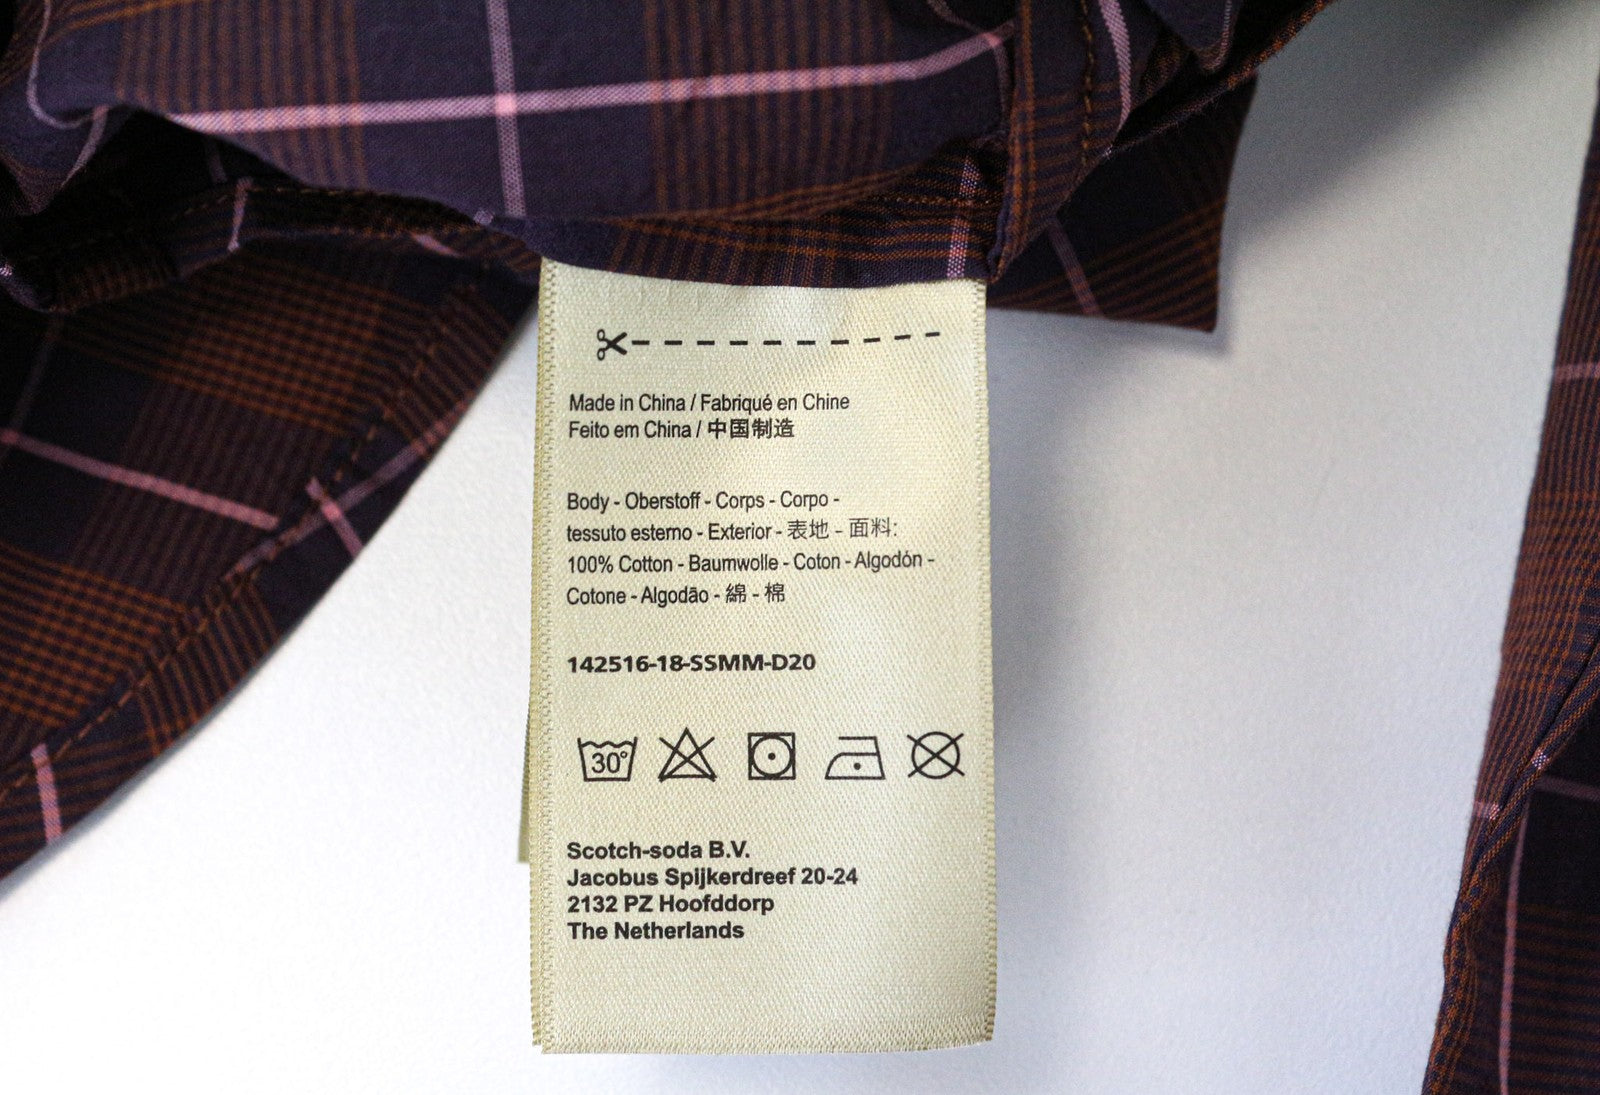 Made in China / Fabriqué en Chine
Feito em China / 中国制造
Body - Oberstoff - Corps - Corpo -
tessuto esterno - Exterior - 表地 - 面料:
100% Cotton - Baumwolle - Coton - Algodón -
Cotone - Algodão - 綿 - 棉
142516-18-SSMM-D20
30°
Scotch-soda B.V.
Jacobus Spijkerdreef 20-24
2132 PZ Hoofddorp
The Netherlands